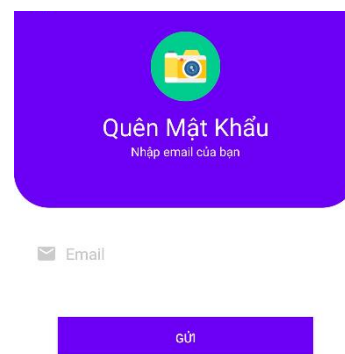 Quên Mật Khẩu
Nhập email của bạn
Email
GỬI